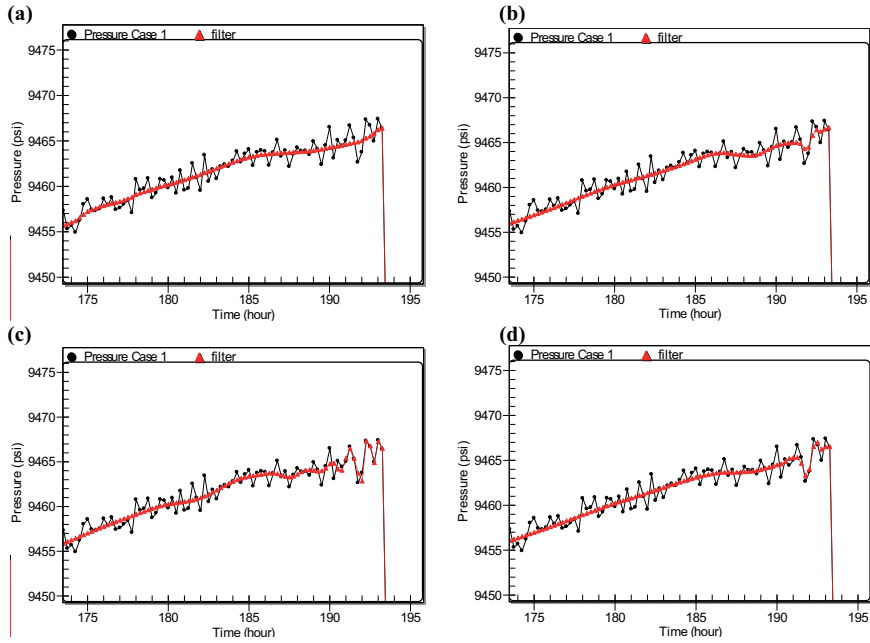 (a)
Pressure Case 1 filter
9475
9470
9465
9460
9455
9450
Pressure (psi)
175 180 185 190 195
Time (hour)
(b)
Pressure Case 1 filter
9475
9470
9465
9460
9455
9450
Pressure (psi)
175 180 185 190 195
Time (hour)
(c)
Pressure Case 1 filter
9475
9470
9465
9460
9455
9450
Pressure (psi)
175 180 185 190 195
Time (hour)
(d)
Pressure Case 1 filter
9475
9470
9465
9460
9455
9450
Pressure (psi)
175 180 185 190 195
Time (hour)